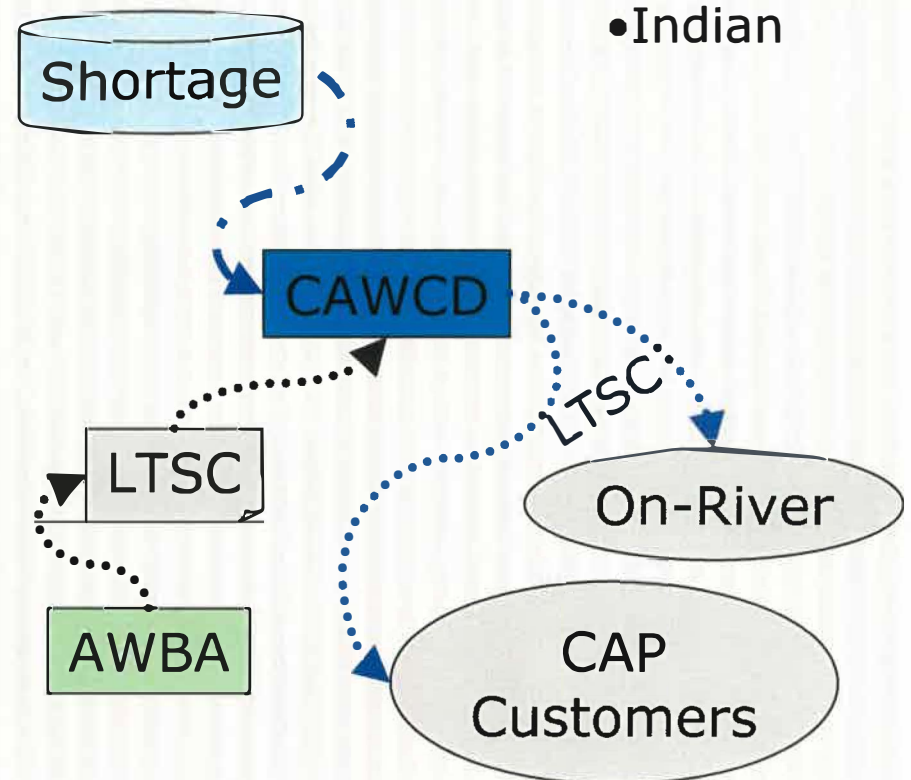 •Indian
Shortage
CAWCD
LTSC
LTSC
On-River
AWBA
CAP
Customers